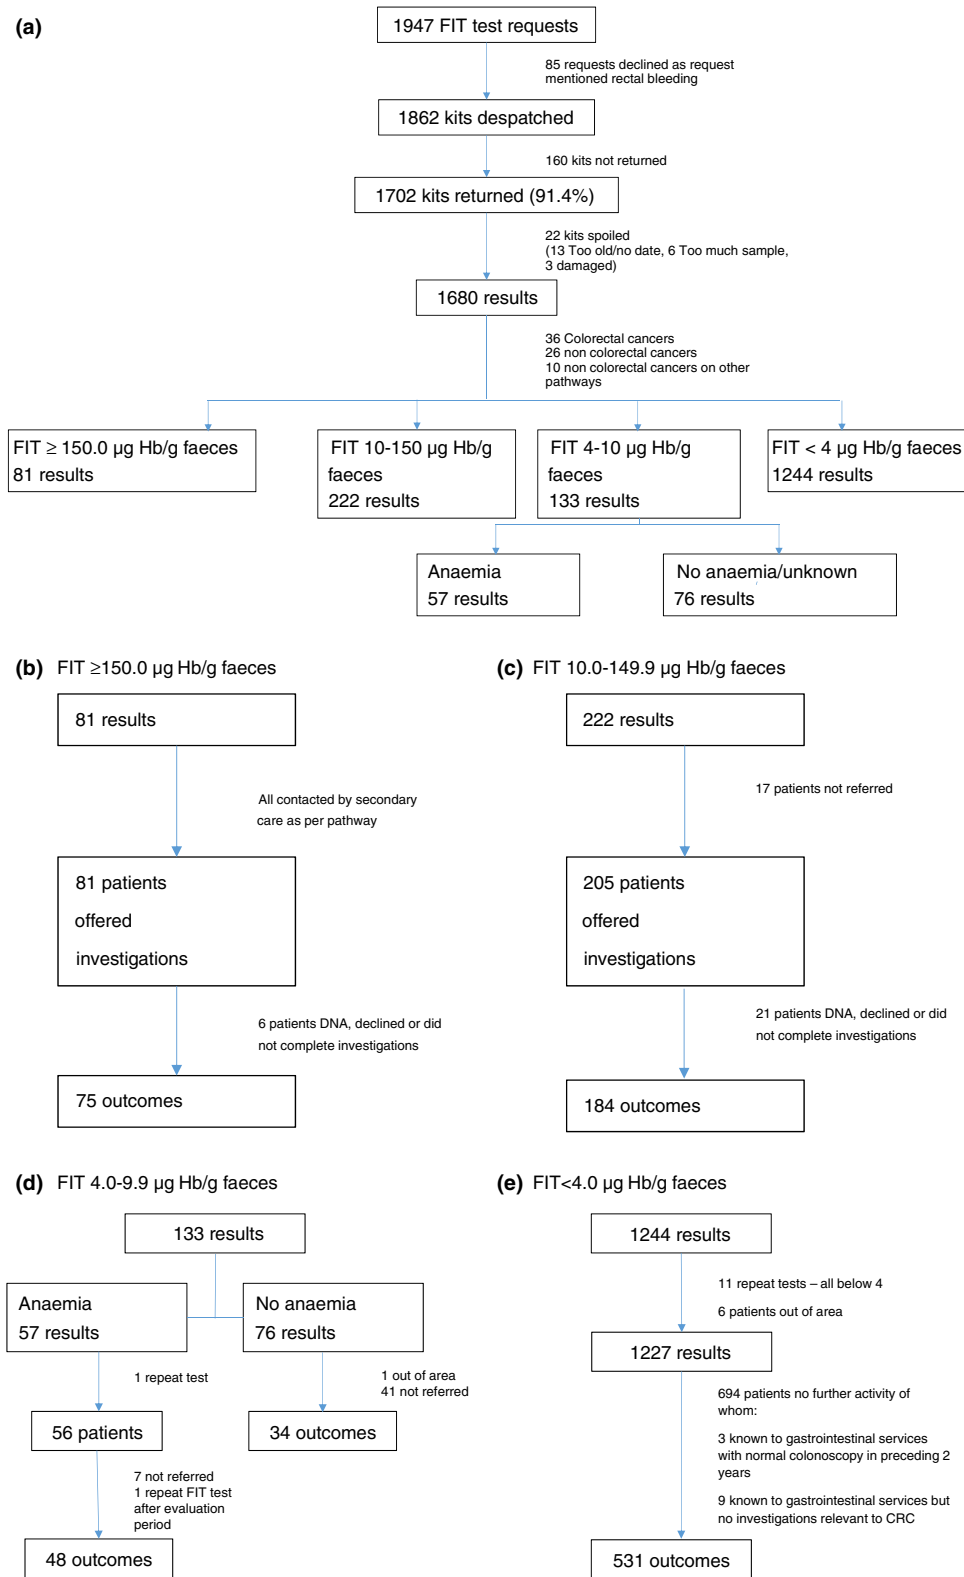 (a)
1947 FIT test requests
85 requests declined as request
mentioned rectal bleeding
1862 kits despatched
160 kits not returned
1702 kits returned (91.4%)
22 kits spoiled
(13 Too old/no date, 6 Too much sample,
3 damaged)
1680 results
36 Colorectal cancers
26 non colorectal cancers
10 non colorectal cancers on other
pathways
FIT ≥ 150.0 µg Hb/g faeces
81 results
FIT 10-150 µg Hb/g
faeces
222 results
FIT 4-10 µg Hb/g
faeces
133 results
FIT < 4 µg Hb/g faeces
1244 results
Anaemia
57 results
No anaemia/unknown
76 results
(b) FIT ≥150.0 µg Hb/g faeces
81 results
All contacted by secondary
care as per pathway
81 patients
offered
investigations
6 patients DNA, declined or did
not complete investigations
75 outcomes
(c) FIT 10.0-149.9 µg Hb/g faeces
222 results
17 patients not referred
205 patients
offered
investigations
21 patients DNA, declined or did
not complete investigations
184 outcomes
(d) FIT 4.0-9.9 µg Hb/g faeces
133 results
Anaemia
57 results
No anaemia
76 results
1 repeat test
1 out of area
41 not referred
56 patients
34 outcomes
7 not referred
1 repeat FIT test
after evaluation
period
48 outcomes
(e) FIT<4.0 µg Hb/g faeces
1244 results
11 repeat tests – all below 4
6 patients out of area
1227 results
694 patients no further activity of
whom:
3 known to gastrointestinal services
with normal colonoscopy in preceding 2
years
9 known to gastrointestinal services but
no investigations relevant to CRC
531 outcomes